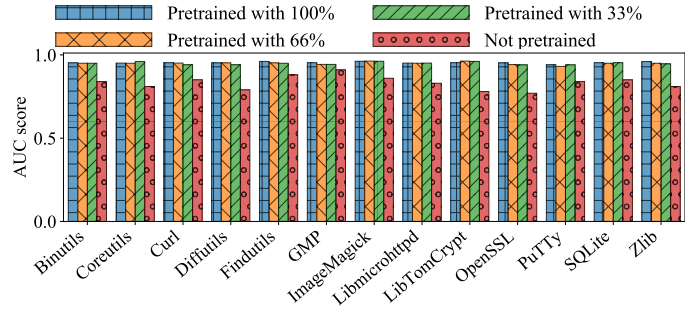 Pretrained with 100%
Pretrained with 33%
Pretrained with 66%
Not pretrained
1.0
0.5
0.0
AUC score
Binutils
Coreutils
Curl
Diffutils
Findutils
GMP
ImageMagick
Libmicrohttpd
LibTomCrypt
OpenSSL
PuTTy
SQLite
Zlib